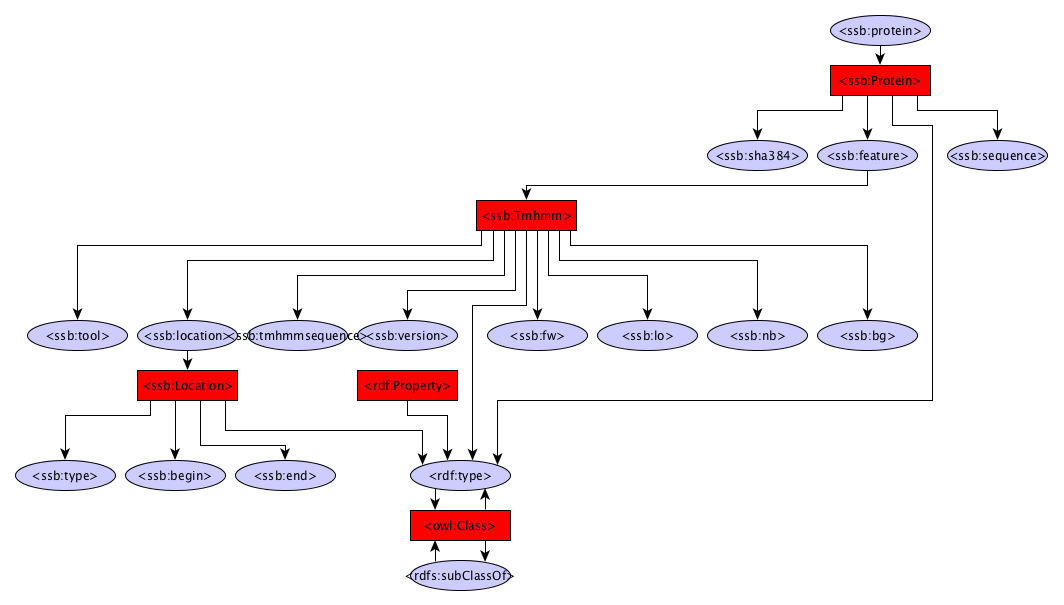 <ssb:protein>
<ssb:Protein>
<ssb:sha384>
<ssb:feature>
<ssb:sequence>
<ssb:Tmhmm>
<ssb:tool>
<ssb:location>
<ssb:tmhmmsequence>
<ssb:version>
<ssb:fw>
<ssb:lo>
<ssb:nb>
<ssb:bg>
<ssb:Location>
<rdf:Property>
<ssb:type>
<ssb:begin>
<ssb:end>
<rdf:type>
<owl:Class>
<rdfs:subClassOf>